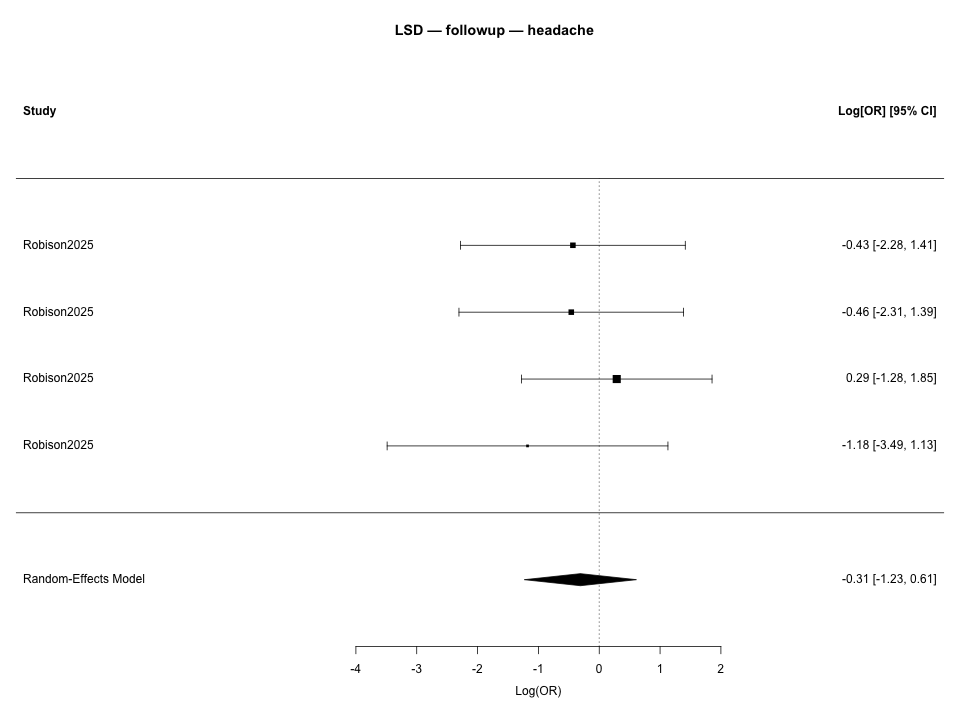 LSD — followup — headache
Study Log[OR] [95% CI]
Robison2025 -0.43 [-2.28, 1.41]
Robison2025 -0.46 [-2.31, 1.39]
Robison2025 0.29 [-1.28, 1.85]
Robison2025 -1.18 [-3.49, 1.13]
Random-Effects Model -0.31 [-1.23, 0.61]
-4 -3 -2 -1 0 1 2
Log(OR)